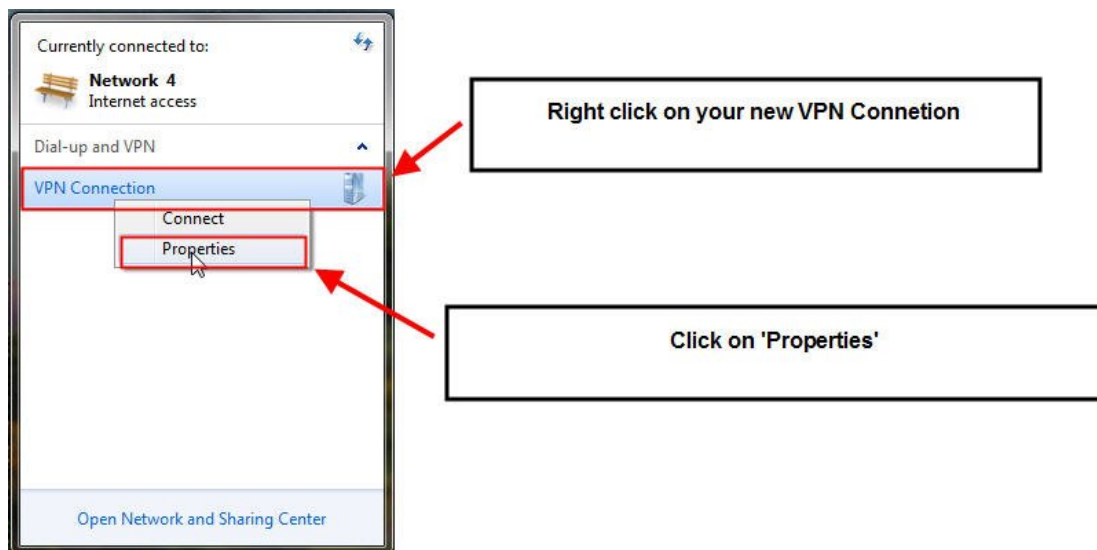 Currently connected to:
Network 4
Internet access
Dial-up and VPN
VPN Connection
Connect
Properties
Open Network and Sharing Center
Right click on your new VPN Connetion
Click on 'Properties'